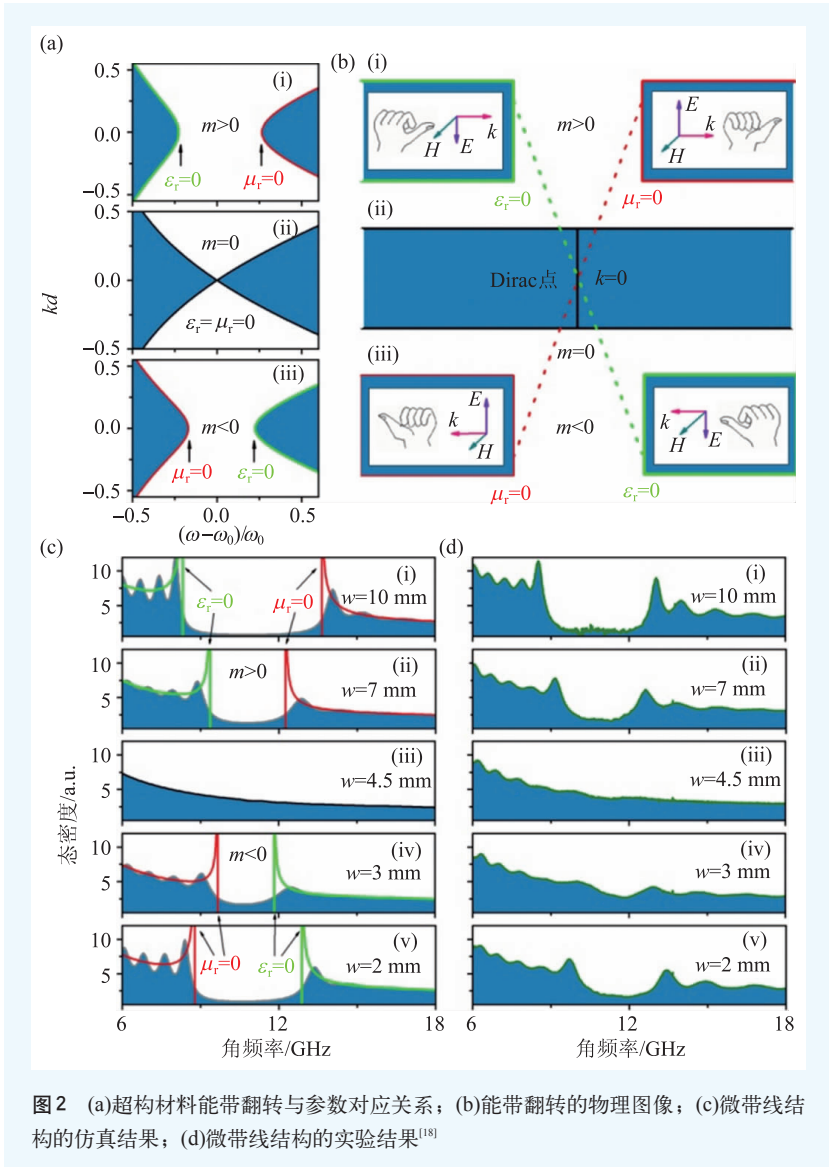 (a)
0.5
0.0
−0.5
(i)
m>0
εr=0
μr=0
0.5
0.0
−0.5
(ii)
m=0
εr=μr=0
0.5
0.0
−0.5
(iii)
m<0
μr=0
εr=0
kd
−0.5
0.0
0.5
(ω−ω0)/ω0
(b)
(i)
H
E
k
m>0
E
k
H
εr=0
μr=0
(ii)
Dirac点
k=0
(iii)
m=0
k
E
H
m<0
k
H
E
μr=0
εr=0
(c)
10
5
εr=0
μr=0
(i)
w=10 mm
10
5
m>0
(ii)
w=7 mm
10
5
(iii)
w=4.5 mm
10
5
m<0
(iv)
w=3 mm
10
5
μr=0
εr=0
(v)
w=2 mm
态密度/a.u.
6
12
18
角频率/GHz
(d)
10
5
(i)
w=10 mm
10
5
(ii)
w=7 mm
10
5
(iii)
w=4.5 mm
10
5
(iv)
w=3 mm
10
5
(v)
w=2 mm
6
12
18
角频率/GHz
图2 (a)超构材料能带翻转与参数对应关系；(b)能带翻转的物理图像；(c)微带线结
构的仿真结果；(d)微带线结构的实验结果[18]